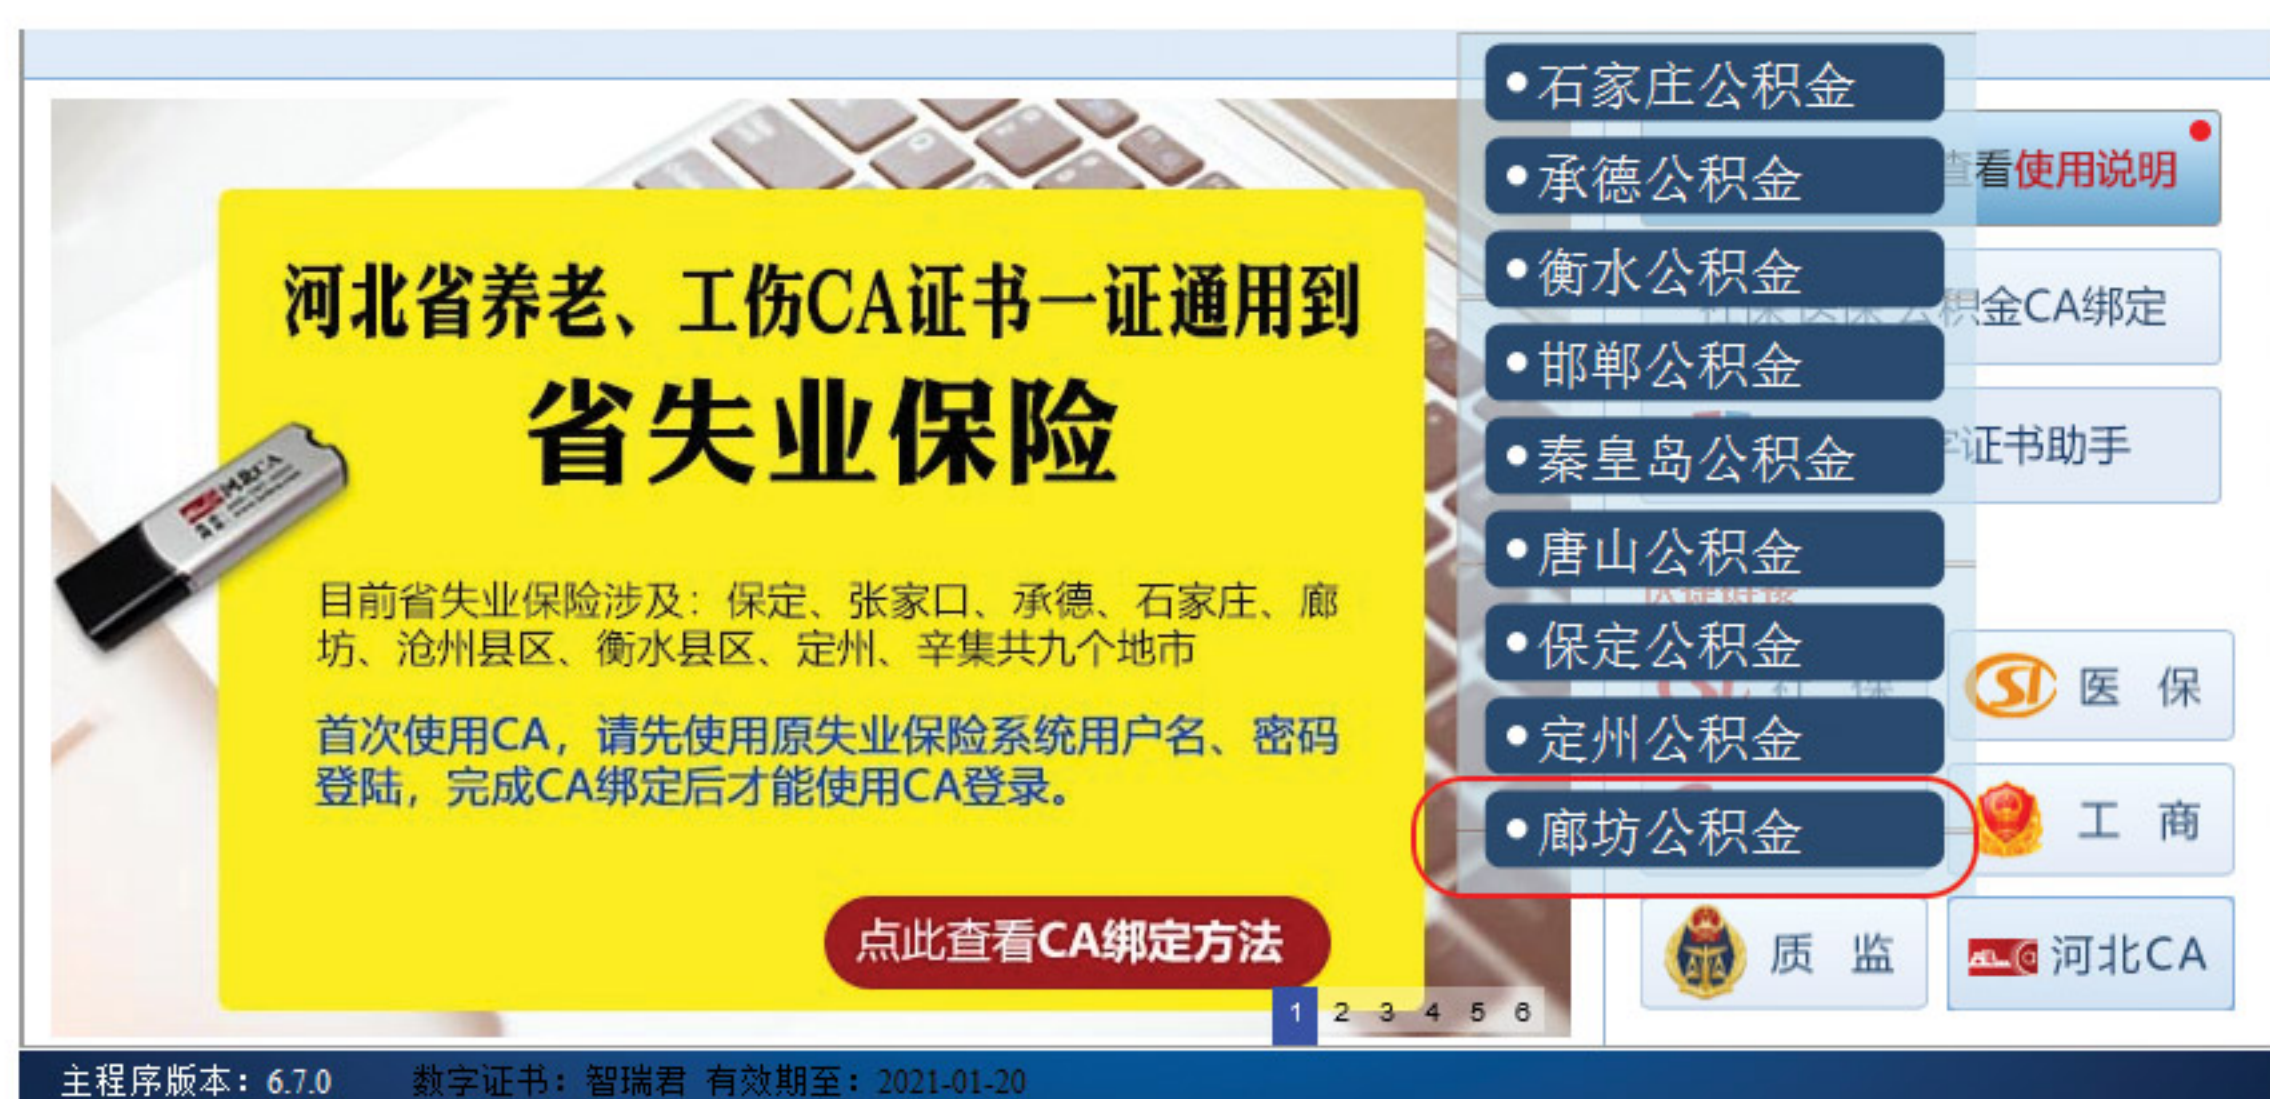 河北省养老、工伤CA证书一证通用到
省失业保险
目前省失业保险涉及：保定、张家口、承德、石家庄、廊
坊、沧州县区、衡水县区、定州、辛集共九个地市
首次使用CA，请先使用原失业保险系统用户名、密码
登陆，完成CA绑定后才能使用CA登录。
点此查看CA绑定方法
1 2 3 4 5 6
•石家庄公积金
•承德公积金
•衡水公积金
•邯郸公积金
•秦皇岛公积金
•唐山公积金
•保定公积金
•定州公积金
•廊坊公积金
查看使用说明
积金CA绑定
字证书助手
快捷链接
社 保
医 保
工 商
质 监
河北CA
主程序版本：6.7.0 数字证书：智瑞君 有效期至：2021-01-20